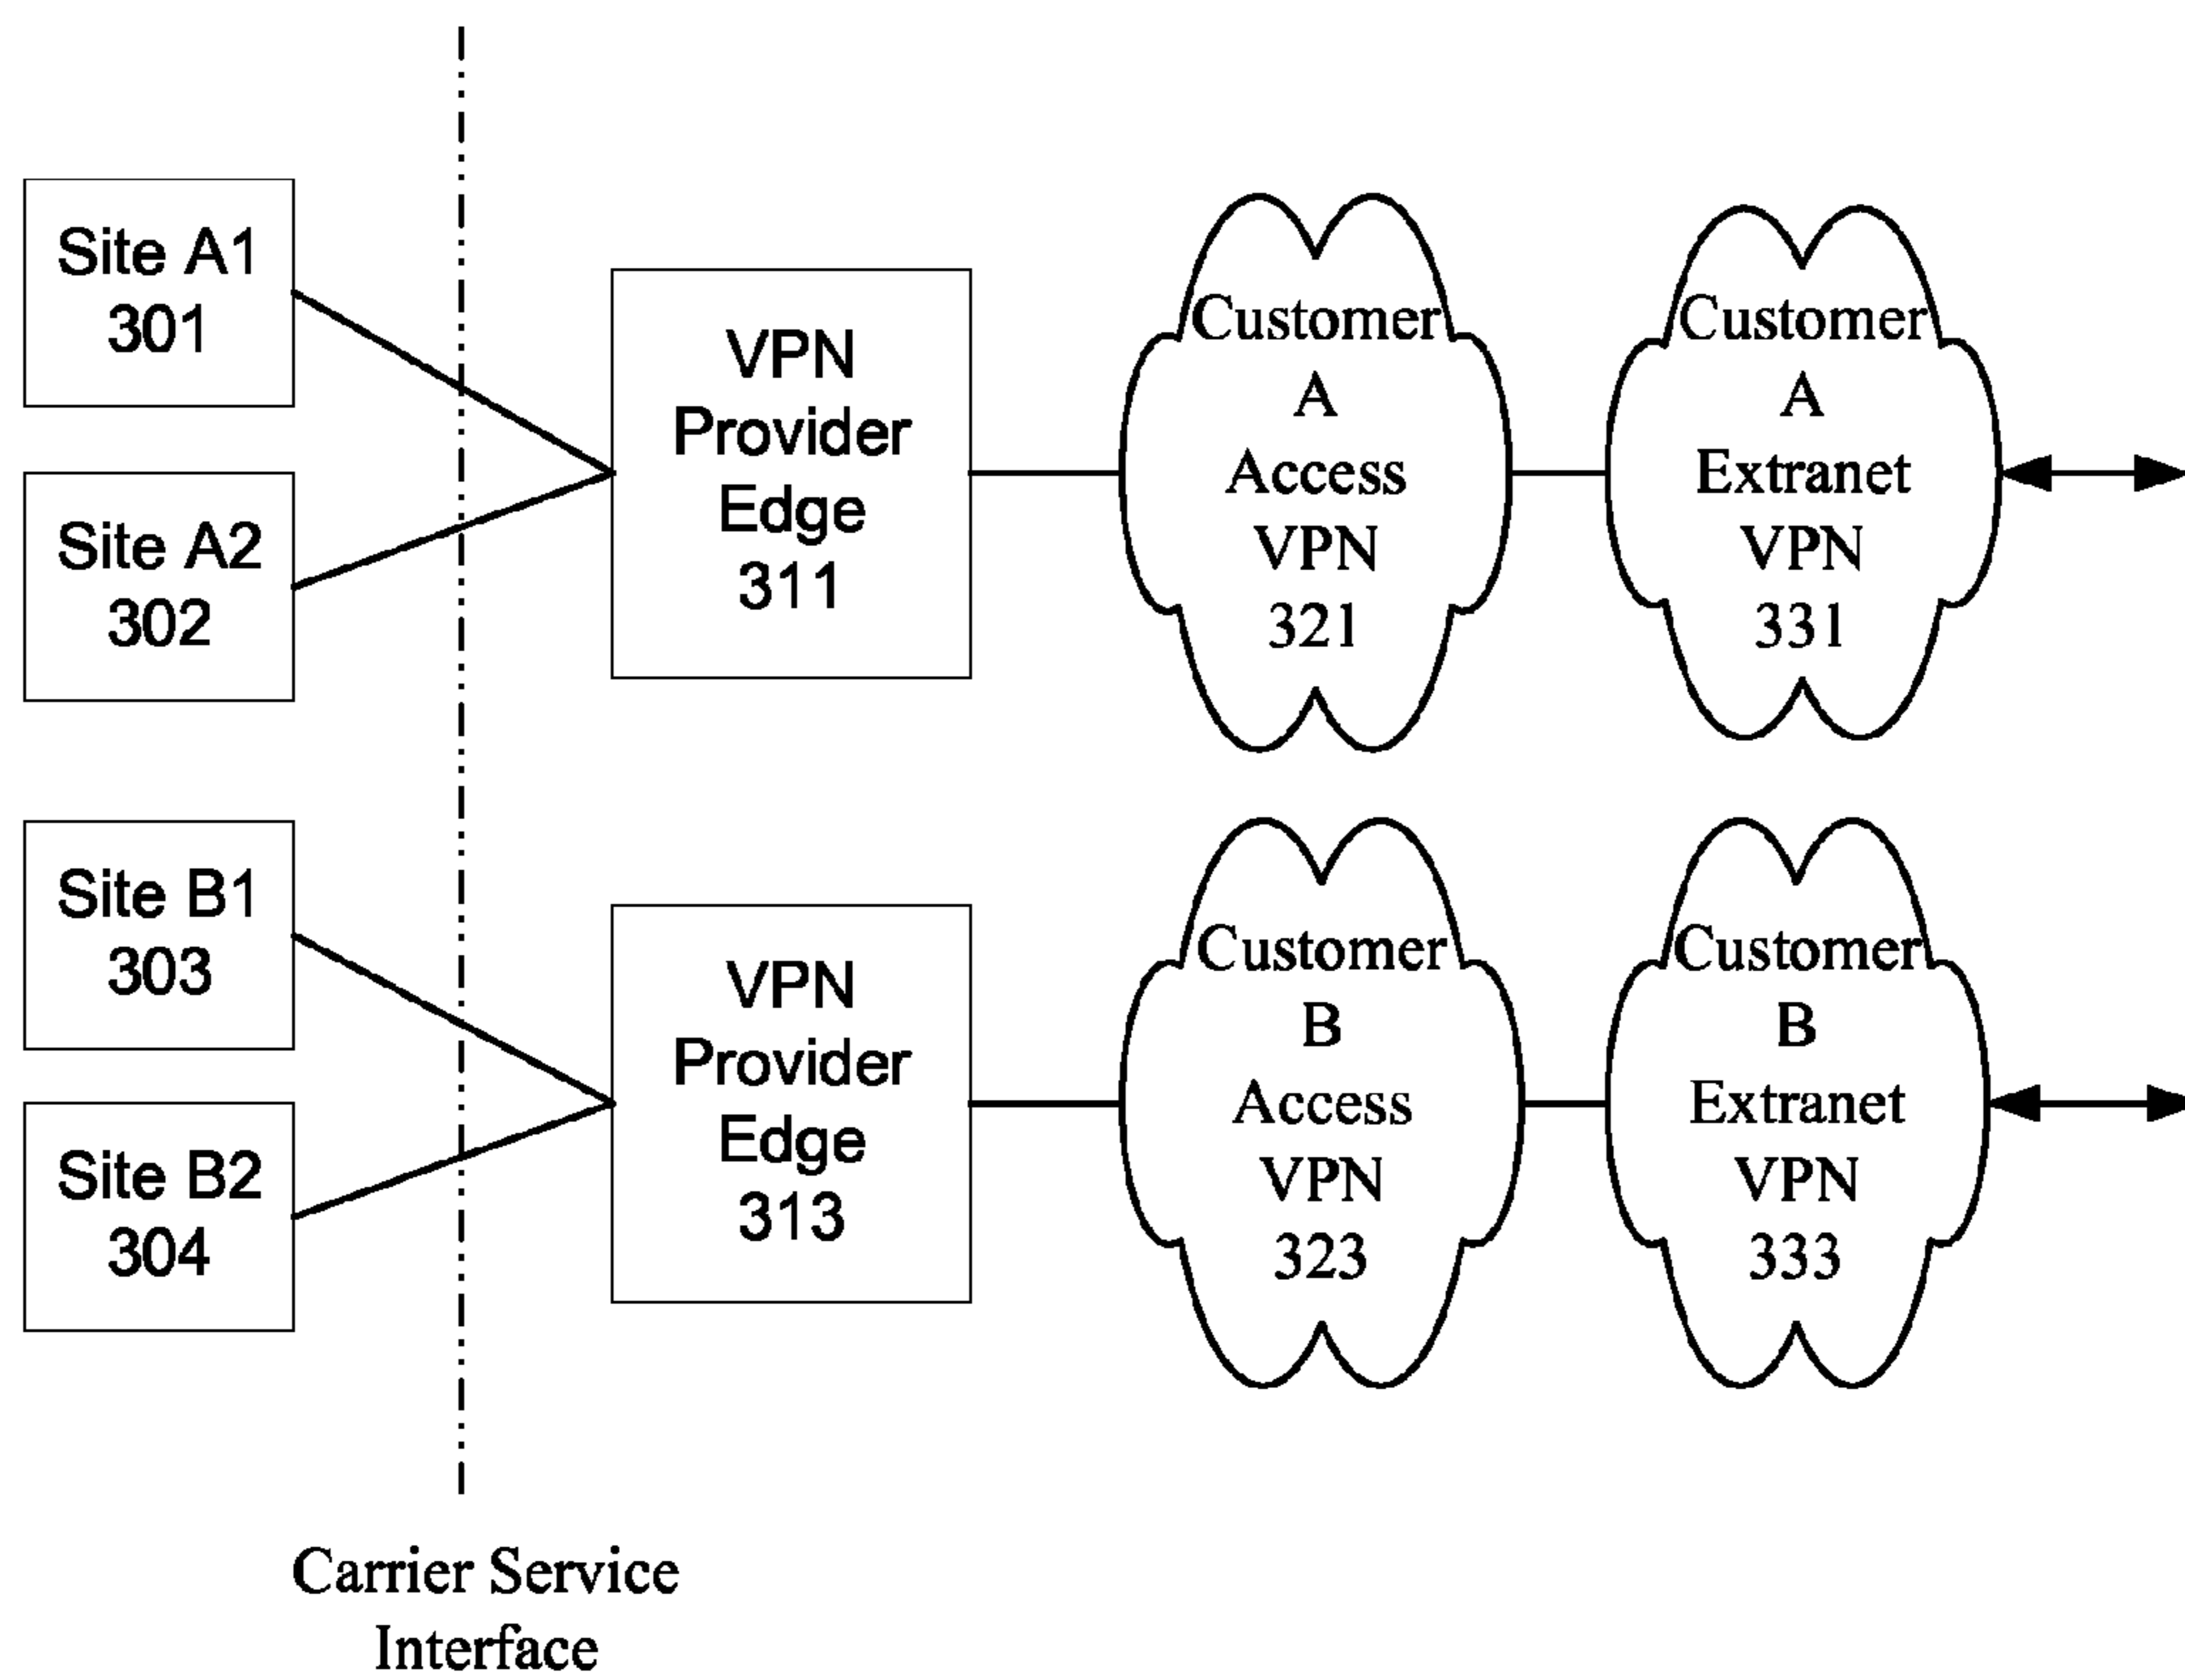 Site A1
301
Site A2
302
VPN
Provider
Edge
311
Customer
A
Access
VPN
321
Customer
A
Extranet
VPN
331
Site B1
303
Site B2
304
VPN
Provider
Edge
313
Customer
B
Access
VPN
323
Customer
B
Extranet
VPN
333
Carrier Service
Interface